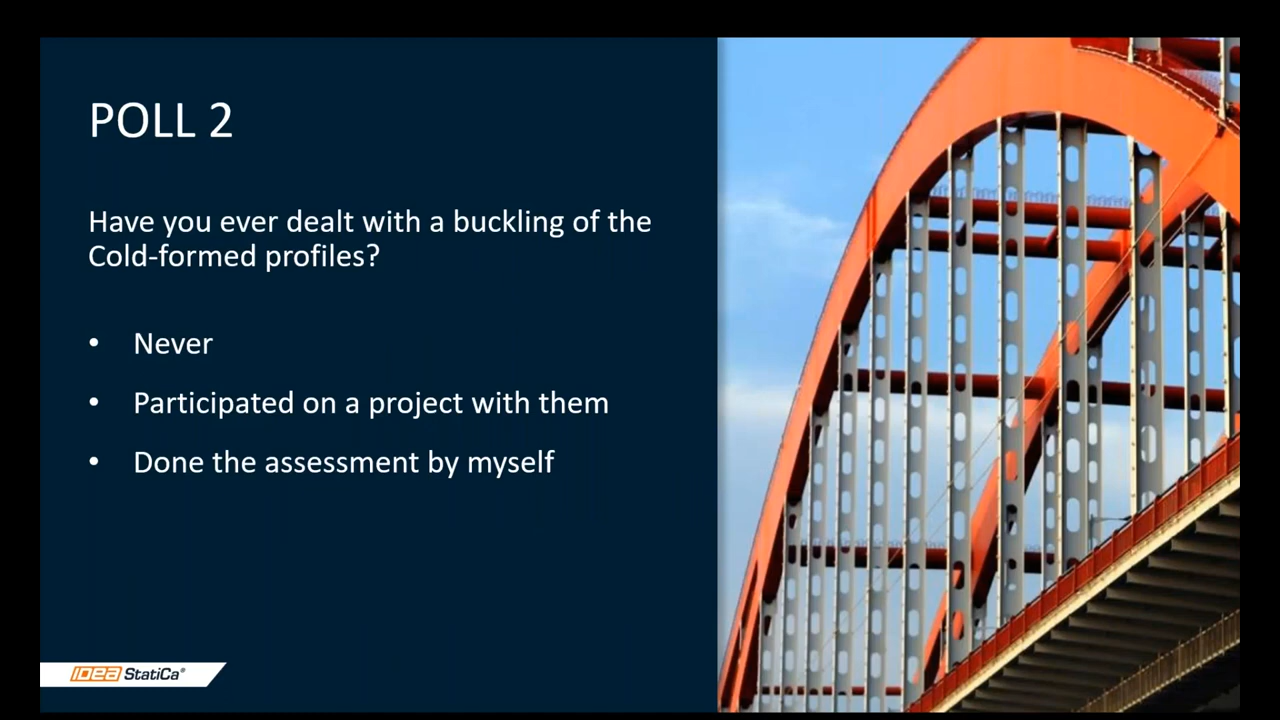 POLL 2
Have you ever dealt with a buckling of the
Cold-formed profiles?
• Never
• Participated on a project with them
• Done the assessment by myself
IDEA StatiCa®